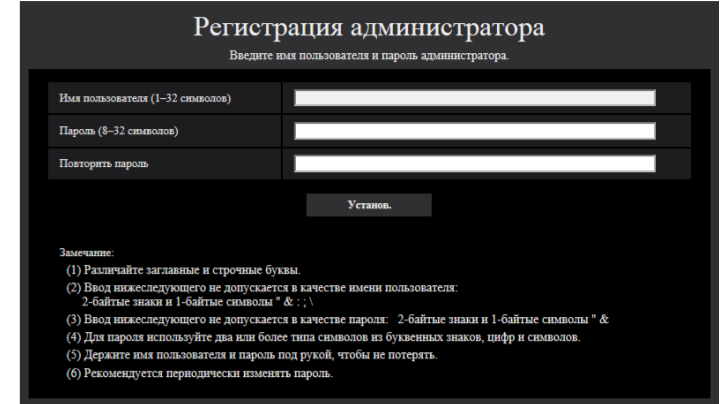 Регистрация администратора
Введите имя пользователя и пароль администратора.
Имя пользователя (1–32 символов)
Пароль (8–32 символов)
Повторить пароль
Установ.
Замечание:
(1) Различайте заглавные и строчные буквы.
(2) Ввод нижеследующего не допускается в качестве имени пользователя:
2-байтые знаки и 1-байтые символы " & : ; \
(3) Ввод нижеследующего не допускается в качестве пароля: 2-байтые знаки и 1-байтые символы " &
(4) Для пароля используйте два или более типа символов из буквенных знаков, цифр и символов.
(5) Держите имя пользователя и пароль под рукой, чтобы не потерять.
(6) Рекомендуется периодически изменять пароль.